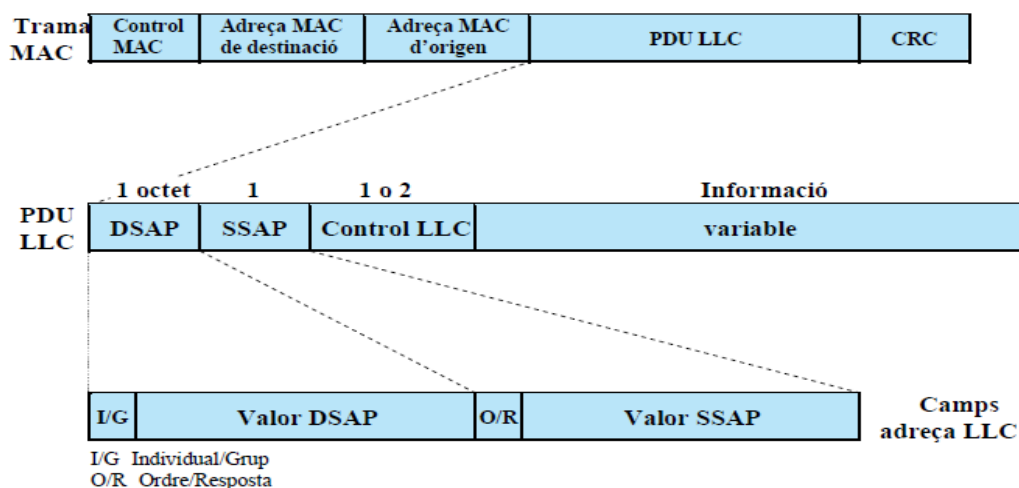 Trama
MAC
Control
MAC
Adreça MAC
de destinació
Adreça MAC
d'origen
PDU LLC
CRC
1 octet
1
1 o 2
Informació
PDU
LLC
DSAP
SSAP
Control LLC
variable
I/G
Valor DSAP
O/R
Valor SSAP
Camps
adreça LLC
I/G Individual/Grup
O/R Ordre/Resposta